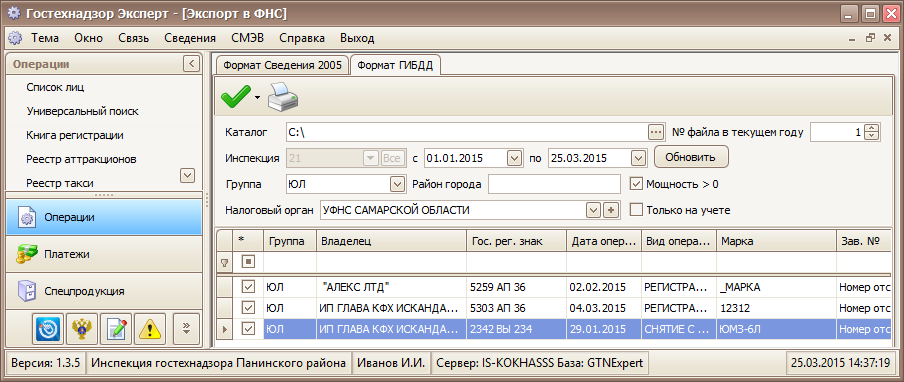 Гостехнадзор Эксперт - [Экспорт в ФНС]
Тема Окно Связь Сведения СМЭВ Справка Выход
Операции
Список лиц
Универсальный поиск
Книга регистрации
Реестр аттракционов
Реестр такси
Операции
Платежи
Спецпродукция
Формат Сведения 2005 Формат ГИБДД
Каталог C:\ ... № файла в текущем году 1
Инспекция 21 Все с 01.01.2015 по 25.03.2015 Обновить
Группа ЮЛ Район города Мощность > 0
Налоговый орган УФНС САМАРСКОЙ ОБЛАСТИ Только на учете
* Группа Владелец Гос. рег. знак Дата опер... Вид опера... Марка Зав. №
ЮЛ "АЛЕКС ЛТД" 5259 АП 36 02.02.2015 РЕГИСТРА... _МАРКА Номер отс
ЮЛ ИП ГЛАВА КФХ ИСКАНДА... 5303 АП 36 04.03.2015 РЕГИСТРА... 12312 Номер отс
ЮЛ ИП ГЛАВА КФХ ИСКАНДА... 2342 ВЫ 234 29.01.2015 СНЯТИЕ С ... ЮМЗ-6Л Номер отс
Версия: 1.3.5 Инспекция гостехнадзора Панинского района Иванов И.И. Сервер: IS-KOKHASSS База: GTNExpert 25.03.2015 14:37:19